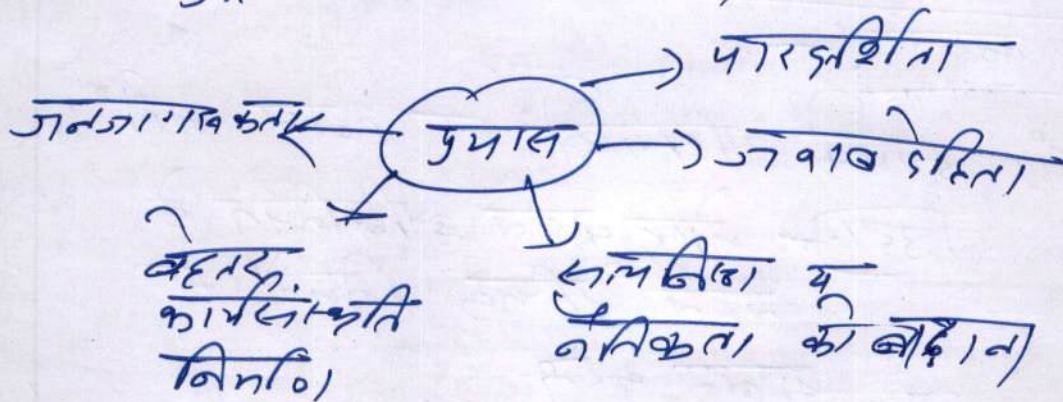 पारदर्शिता
जनजागरूकता
प्रयास
जवाबदेहिता
बेहतर
कार्यसंस्कृति
निर्माण
सत्यनिष्ठा व
नैतिकता को बढ़ाना